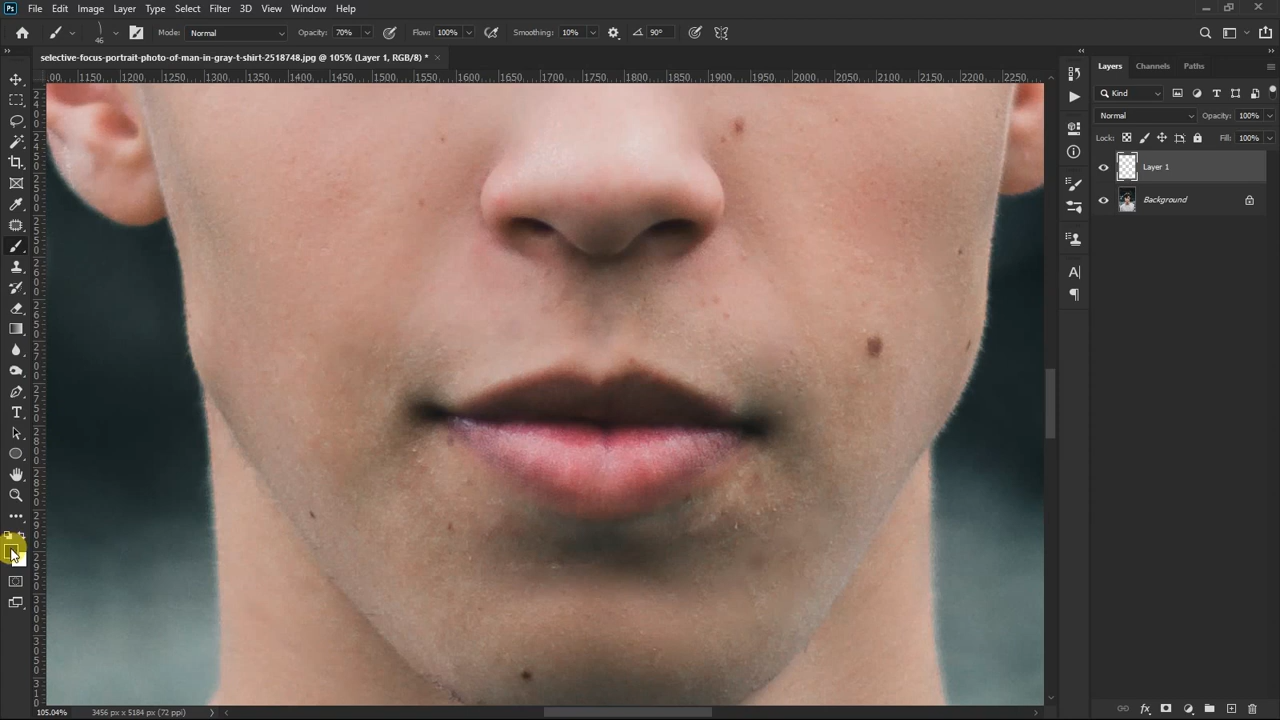 Ps File Edit Image Layer Type Select Filter 3D View Window Help
46 Mode: Normal Opacity: 70% Flow: 100% Smoothing: 10% 90°
selective-focus-portrait-photo-of-man-in-gray-t-shirt-2518748.jpg @ 105% (Layer 1, RGB/8) *
00 1150 1200 1250 1300 1350 1400 1450 1500 1550 1600 1650 1700 1750 1800 1850 1900 1950 2000 2050 2100 2150 2200 2250
Layers Channels Paths
Kind
Normal Opacity: 100%
Lock: Fill: 100%
Layer 1
Background
105.04% 3456 px x 5184 px (72 ppi)